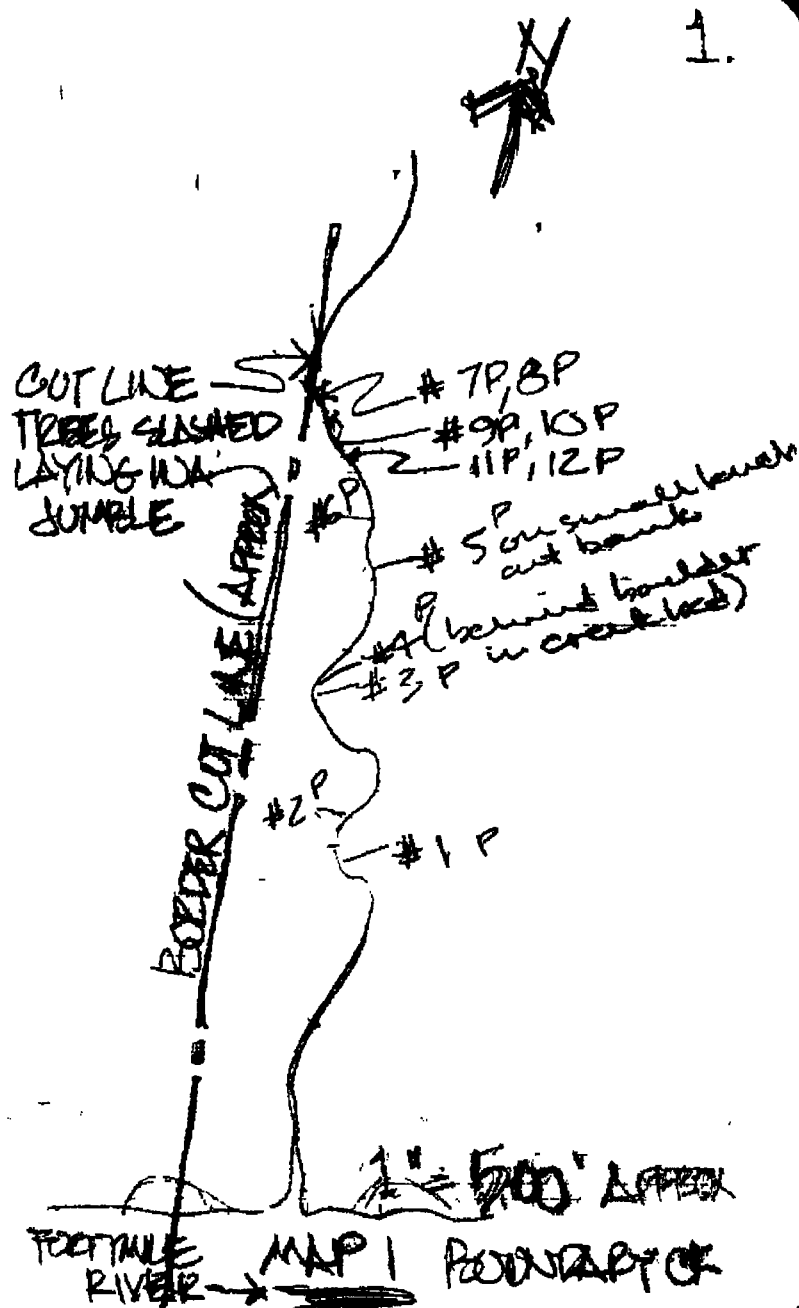 1.
N
CUT LINE
TREES SLASHED
LAYING IN A
JUMBLE
# 7P, 8P
#9P, 10P
11P, 12P
#6P
# 5P on small bench
cut bank
#4P (behind boulder
in creek bed)
#3P
#2P
#1 P
BORDER CUT LINE (APPROX
1" = 500' APPROX
FORTYMILE
RIVER
MAP 1
BOUNDARY CK